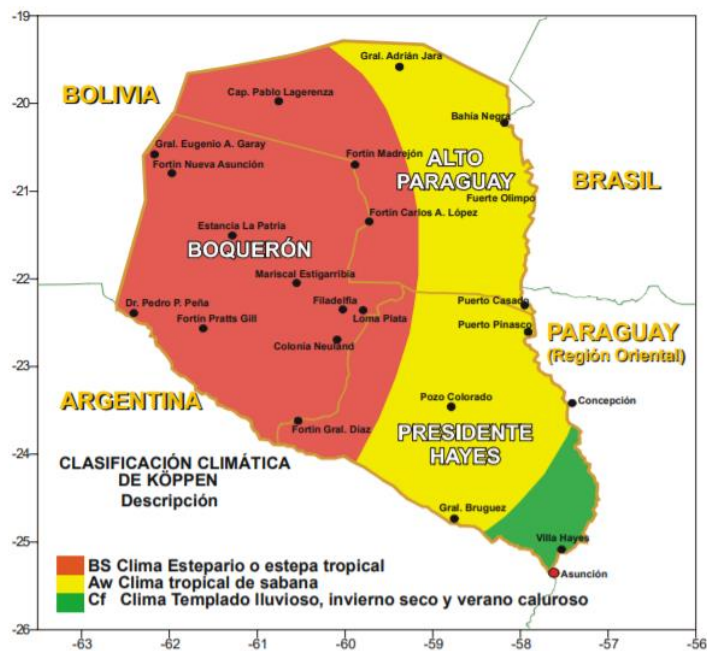 -19
-20
-21
-22
-23
-24
-25
-26
Gral. Adrián Jara
BOLIVIA
Cap. Pablo Lagerenza
Bahía Negra
Gral. Eugenio A. Garay
Fortín Nueva Asunción
Fortín Madrejón
ALTO
PARAGUAY
BRASIL
Fuerte Olimpo
Fortín Carlos A. López
Estancia La Patria
BOQUERÓN
Mariscal Estigarribia
Dr. Pedro P. Peña
Filadelfia
Loma Plata
Fortín Pratts Gill
Colonia Neuland
Puerto Casado
Puerto Pinasco
PARAGUAY
(Región Oriental)
ARGENTINA
Pozo Colorado
Concepción
Fortín Gral. Díaz
PRESIDENTE
HAYES
CLASIFICACIÓN CLIMÁTICA
DE KÖPPEN
Descripción
Gral. Bruguez
Villa Hayes
Asunción
BS Clima Estepario o estepa tropical
Aw Clima tropical de sabana
Cf Clima Templado lluvioso, invierno seco y verano caluroso
-63 -62 -61 -60 -59 -58 -57 -56